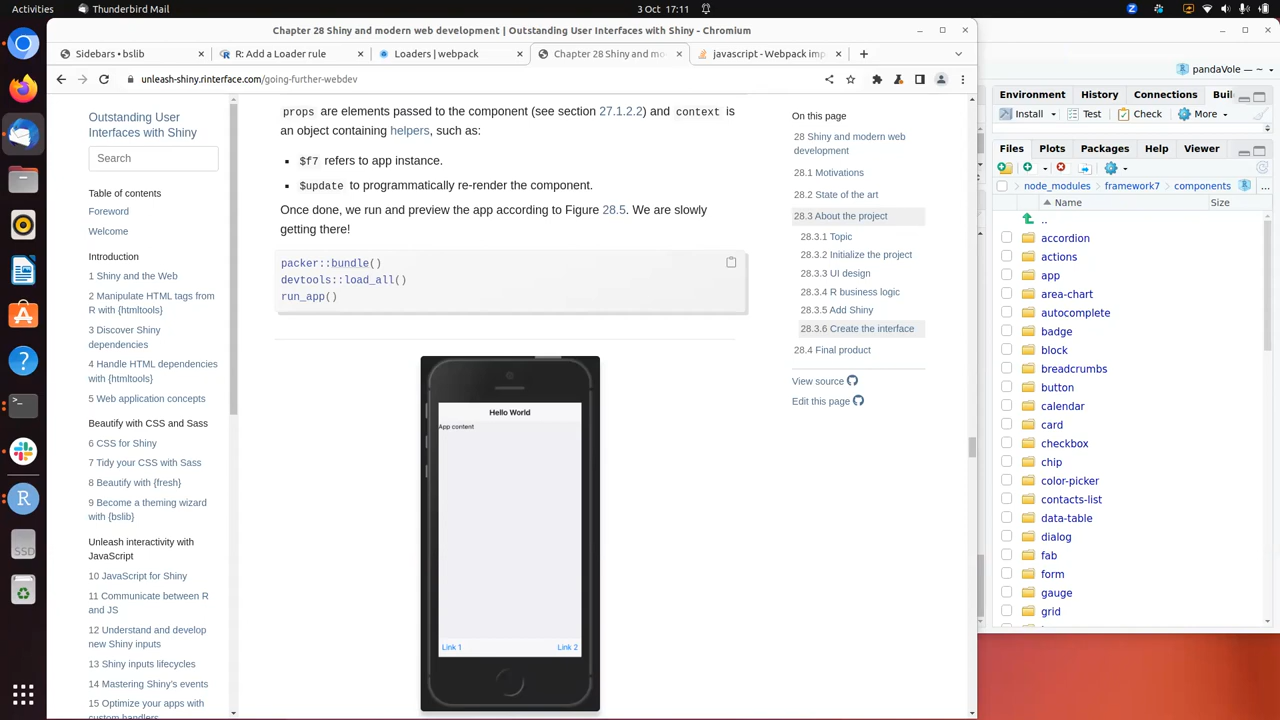 Activities
Thunderbird Mail
3 Oct 17:11
Chapter 28 Shiny and modern web development | Outstanding User Interfaces with Shiny - Chromium
Sidebars • bslib
R: Add a Loader rule
Loaders | webpack
Chapter 28 Shiny and mo
javascript - Webpack imp
unleash-shiny.rinterface.com/going-further-webdev
Outstanding User
Interfaces with Shiny
Search
Table of contents
Foreword
Welcome
Introduction
1 Shiny and the Web
2 Manipulate HTML tags from
R with {htmltools}
3 Discover Shiny
dependencies
4 Handle HTML dependencies
with {htmltools}
5 Web application concepts
Beautify with CSS and Sass
6 CSS for Shiny
7 Tidy your CSS with Sass
8 Beautify with {fresh}
9 Become a theming wizard
with {bslib}
Unleash interactivity with
JavaScript
10 JavaScript for Shiny
11 Communicate between R
and JS
12 Understand and develop
new Shiny inputs
13 Shiny inputs lifecycles
14 Mastering Shiny's events
15 Optimize your apps with
custom handlers
props are elements passed to the component (see section 27.1.2.2) and context is
an object containing helpers, such as:
$f7 refers to app instance.
$update to programmatically re-render the component.
Once done, we run and preview the app according to Figure 28.5. We are slowly
getting there!
packer::bundle()
devtools::load_all()
run_app()
Hello World
App content
Link 1
Link 2
On this page
28 Shiny and modern web
development
28.1 Motivations
28.2 State of the art
28.3 About the project
28.3.1 Topic
28.3.2 Initialize the project
28.3.3 UI design
28.3.4 R business logic
28.3.5 Add Shiny
28.3.6 Create the interface
28.4 Final product
View source
Edit this page
pandaVole
Environment
History
Connections
Buil
Install
Test
Check
More
Files
Plots
Packages
Help
Viewer
node_modules
framework7
components
R
...
Name
Size
..
accordion
actions
app
area-chart
autocomplete
badge
block
breadcrumbs
button
calendar
card
checkbox
chip
color-picker
contacts-list
data-table
dialog
fab
form
gauge
grid
SSD